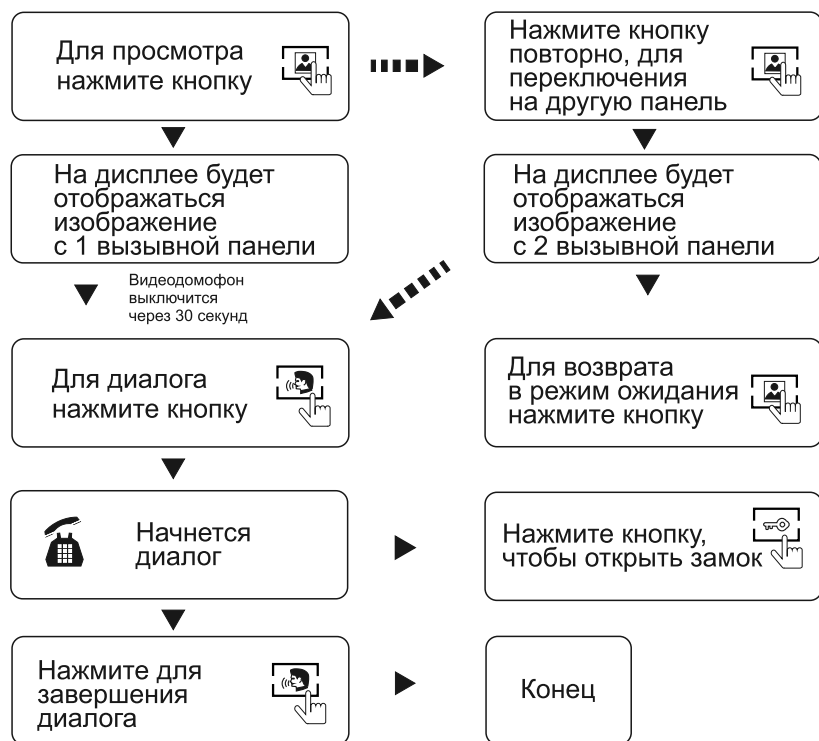 Для просмотра
нажмите кнопку
Нажмите кнопку
повторно, для
переключения
на другую панель
На дисплее будет
отображаться
изображение
с 1 вызывной панели
На дисплее будет
отображаться
изображение
с 2 вызывной панели
Видеодомофон
выключится
через 30 секунд
Для диалога
нажмите кнопку
Для возврата
в режим ожидания
нажмите кнопку
Начнется
диалог
Нажмите кнопку,
чтобы открыть замок
Нажмите для
завершения
диалога
Конец